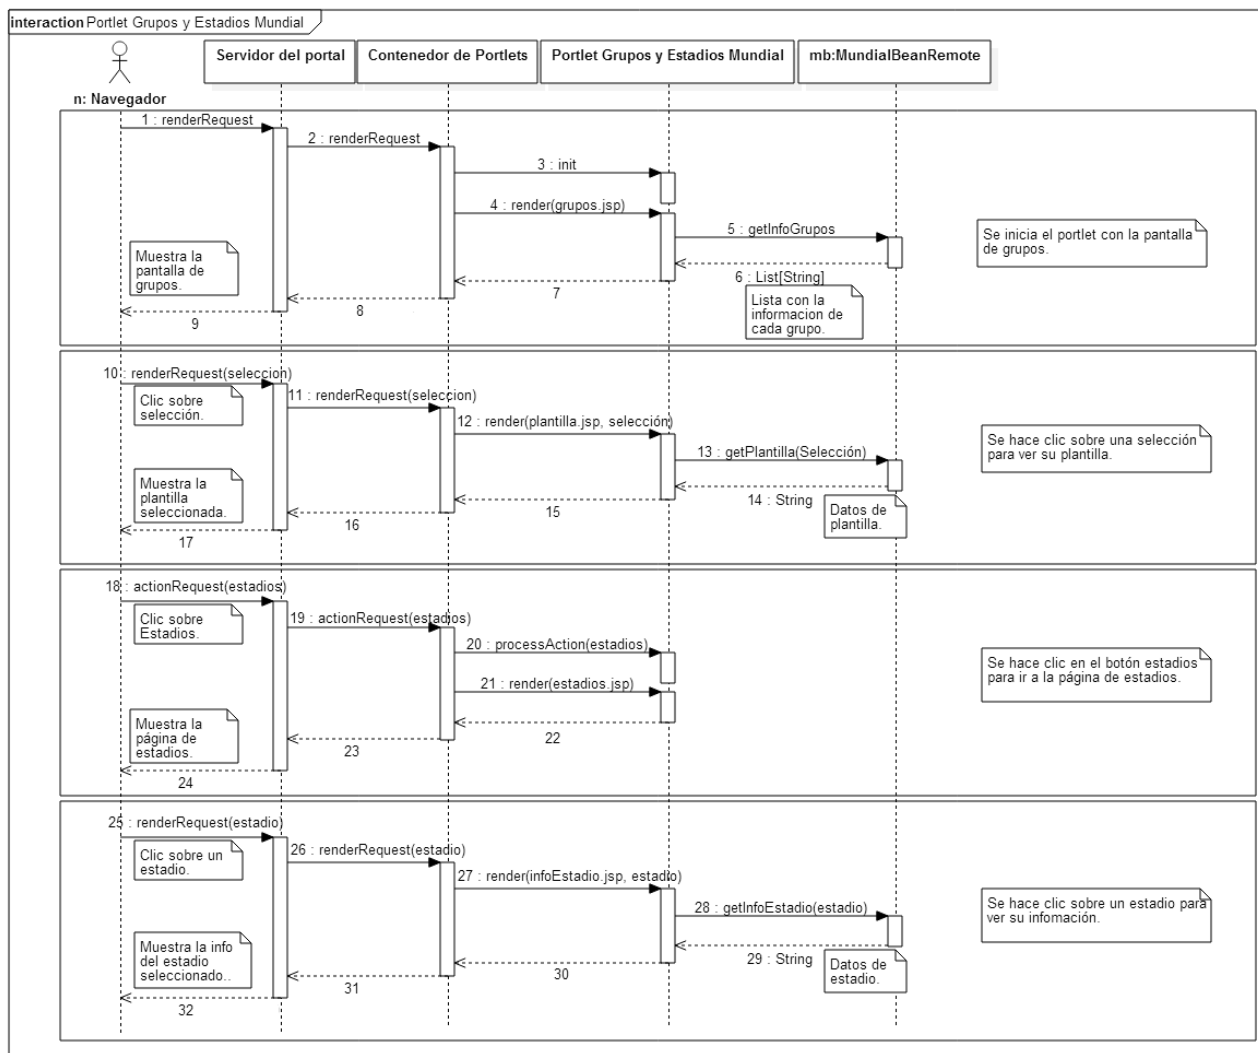 interaction Portlet Grupos y Estadios Mundial
Servidor del portal
Contenedor de Portlets
Portlet Grupos y Estadios Mundial
mb:MundialBeanRemote
n: Navegador
1 : renderRequest
2 : renderRequest
3 : init
4 : render(grupos.jsp)
5 : getInfoGrupos
Se inicia el portlet con la pantalla
de grupos.
Muestra la
pantalla de
grupos.
6 : List[String]
Lista con la
informacion de
cada grupo.
7
8
9
10 : renderRequest(seleccion)
Clic sobre
selección.
11 : renderRequest(seleccion)
12 : render(plantilla.jsp, selección)
13 : getPlantilla(Selección)
Se hace clic sobre una selección
para ver su plantilla.
Muestra la
plantilla
seleccionada.
14 : String
Datos de
plantilla.
15
16
17
18 : actionRequest(estadios)
Clic sobre
Estadios.
19 : actionRequest(estadios)
20 : processAction(estadios)
21 : render(estadios.jsp)
Se hace clic en el botón estadios
para ir a la página de estadios.
Muestra la
página de
estadios.
22
23
24
25 : renderRequest(estadio)
Clic sobre un
estadio.
26 : renderRequest(estadio)
27 : render(infoEstadio.jsp, estadio)
28 : getInfoEstadio(estadio)
Se hace clic sobre un estadio para
ver su infomación.
Muestra la info
del estadio
seleccionado..
29 : String
Datos de
estadio.
30
31
32